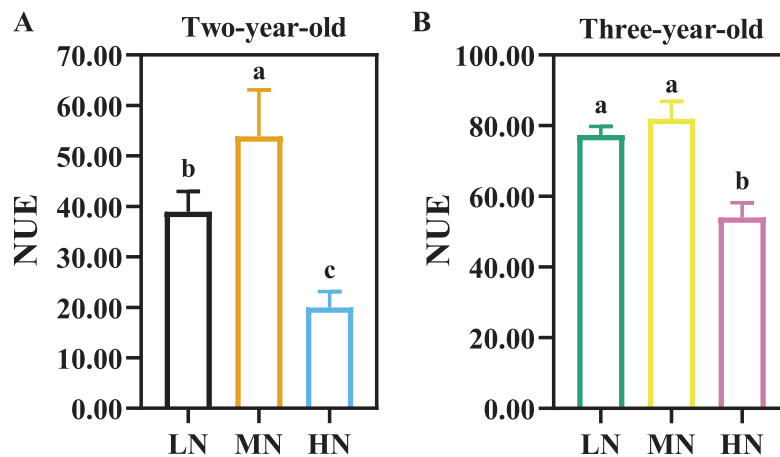 A
Two-year-old
NUE
70.00
60.00
50.00
40.00
30.00
20.00
10.00
0.00
b
a
c
LN MN HN
B
Three-year-old
NUE
100.00
80.00
60.00
40.00
20.00
0.00
a
a
b
LN MN HN